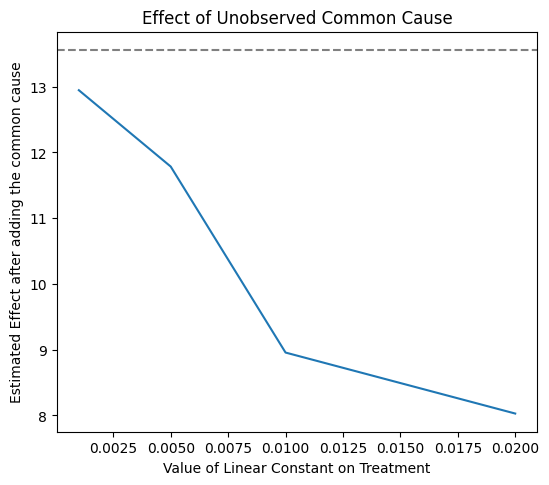 Effect of Unobserved Common Cause
Estimated Effect after adding the common cause
13
12
11
10
9
8
0.0025 0.0050 0.0075 0.0100 0.0125 0.0150 0.0175 0.0200
Value of Linear Constant on Treatment